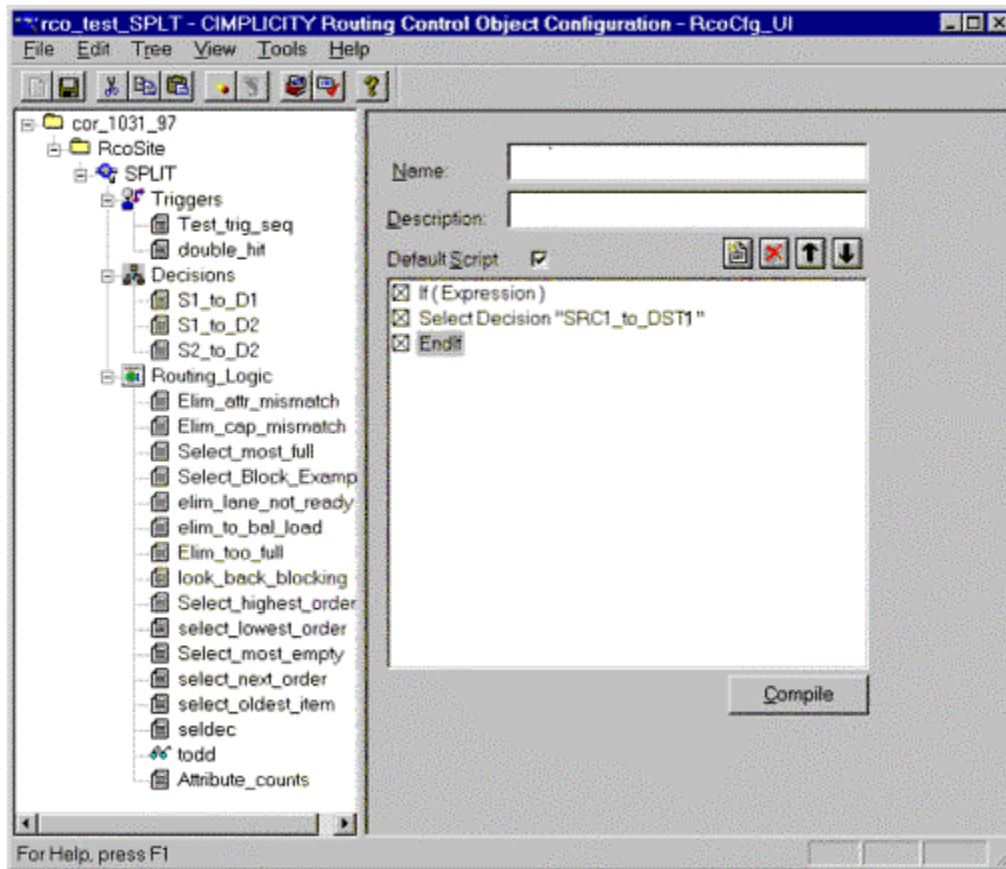 rco_test_SPLT - CIMPLICITY Routing Control Object Configuration - RcoCfg_UI
File Edit Tree View Tools Help
cor_1031_97
RcoSite
SPLIT
Triggers
Test_trig_seq
double_hit
Decisions
S1_to_D1
S1_to_D2
S2_to_D2
Routing_Logic
Elim_attr_mismatch
Elim_cap_mismatch
Select_most_full
Select_Block_Examp
elim_lane_not_ready
elim_to_bal_load
Elim_too_full
look_back_blocking
Select_highest_order
select_lowest_order
Select_most_empty
select_next_order
select_oldest_item
seldec
todd
Attribute_counts
Name:
Description:
Default Script
If ( Expression )
Select Decision "SRC1_to_DST1"
EndIf
Compile
For Help, press F1